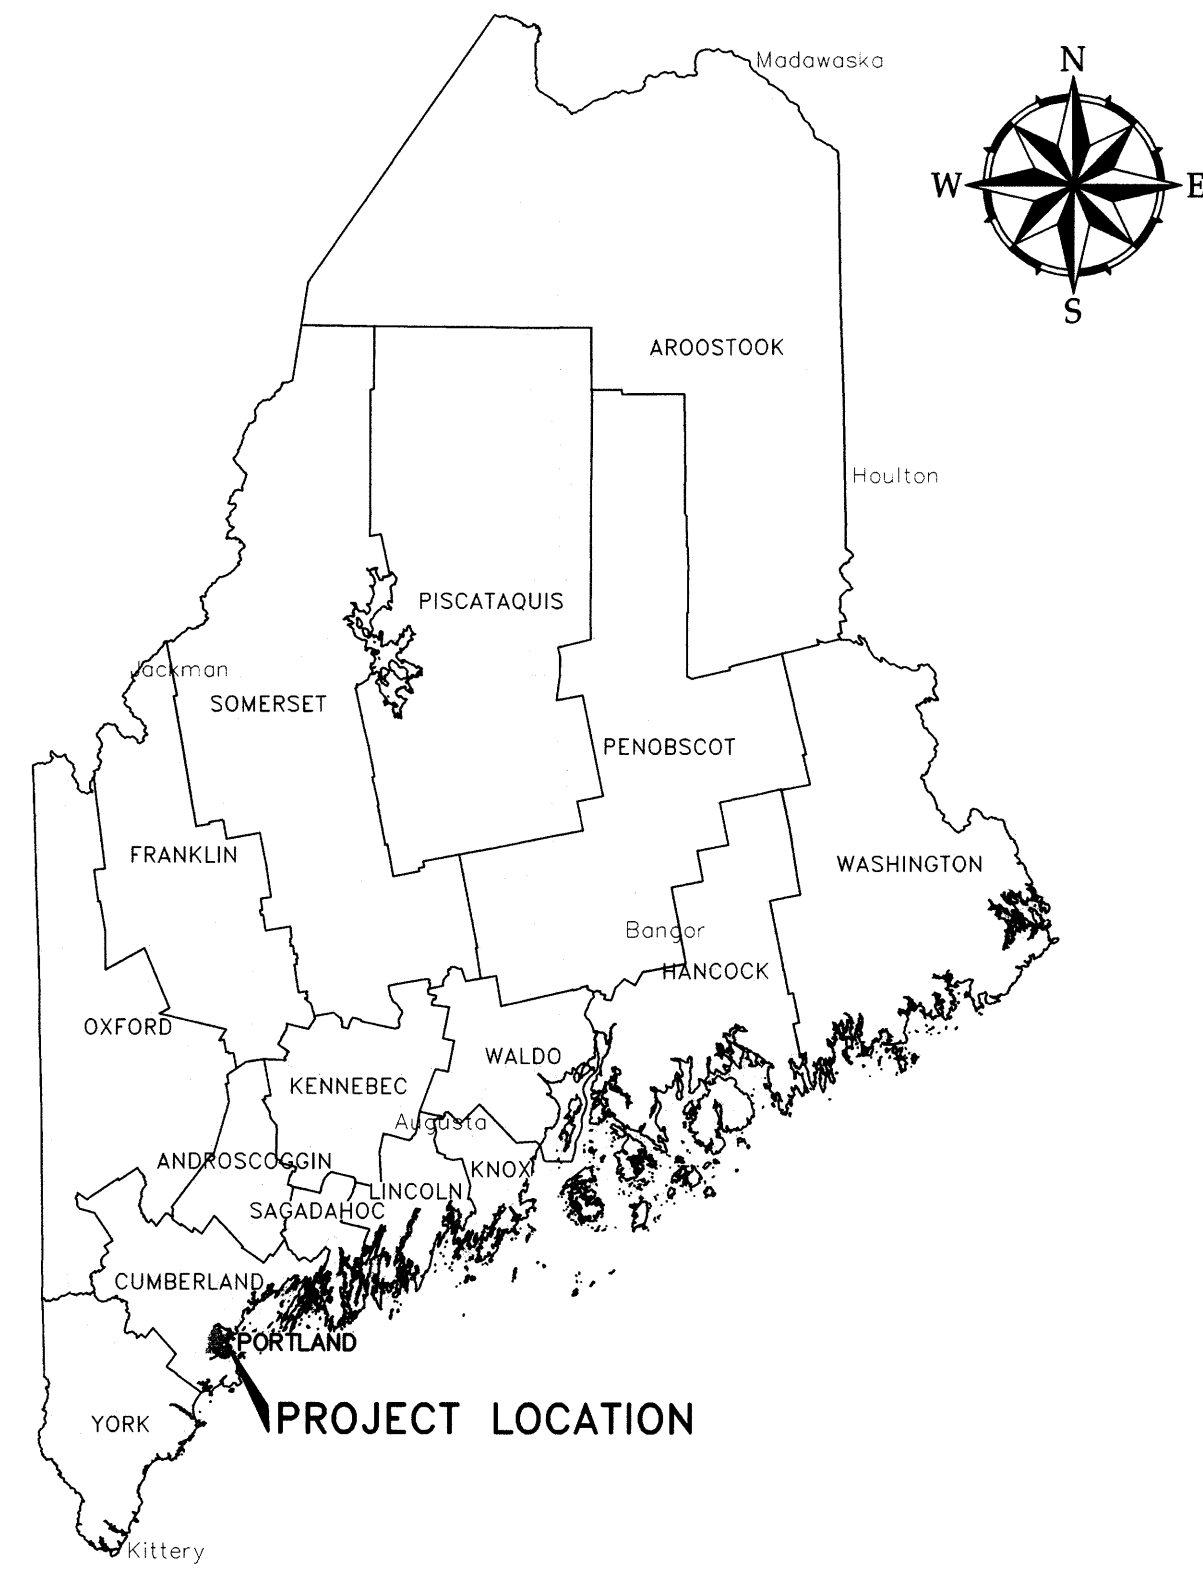 Madawaska
N
W
E
S
AROOSTOOK
Houlton
PISCATAQUIS
Jackman
SOMERSET
PENOBSCOT
FRANKLIN
WASHINGTON
Bangor
HANCOCK
OXFORD
WALDO
KENNEBEC
Augusta
ANDROSCOGGIN
KNOX
LINCOLN
SAGADAHOC
CUMBERLAND
PORTLAND
PROJECT LOCATION
YORK
Kittery